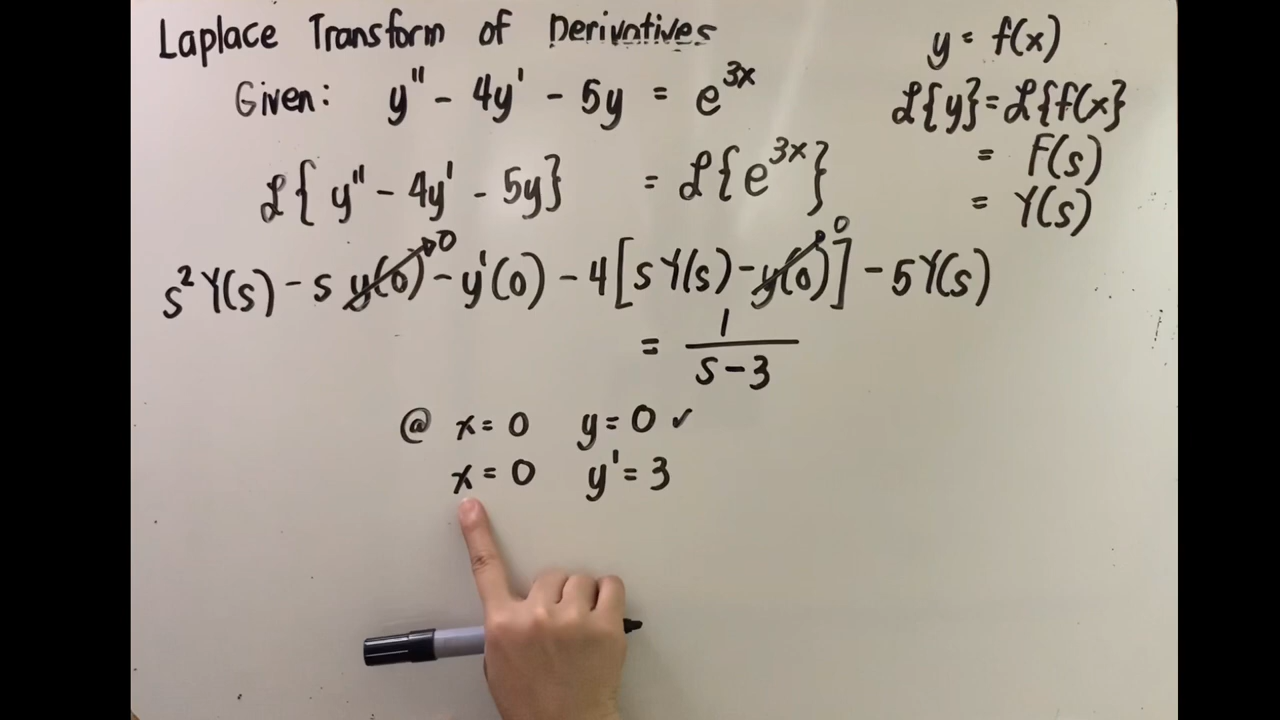 Laplace Transform of Derivatives
Given: y'' - 4y' - 5y = e^{3x}
ℒ{ y'' - 4y' - 5y} = ℒ{e^{3x}}
s²Y(s) - s y(0) 0 - y'(0) - 4[s Y(s) - y(0) 0] - 5Y(s)
= 1/(s-3)
@ x = 0 y = 0 ✓
x = 0 y' = 3
y = f(x)
ℒ{y} = ℒ{f(x}
= F(s)
= Y(s)